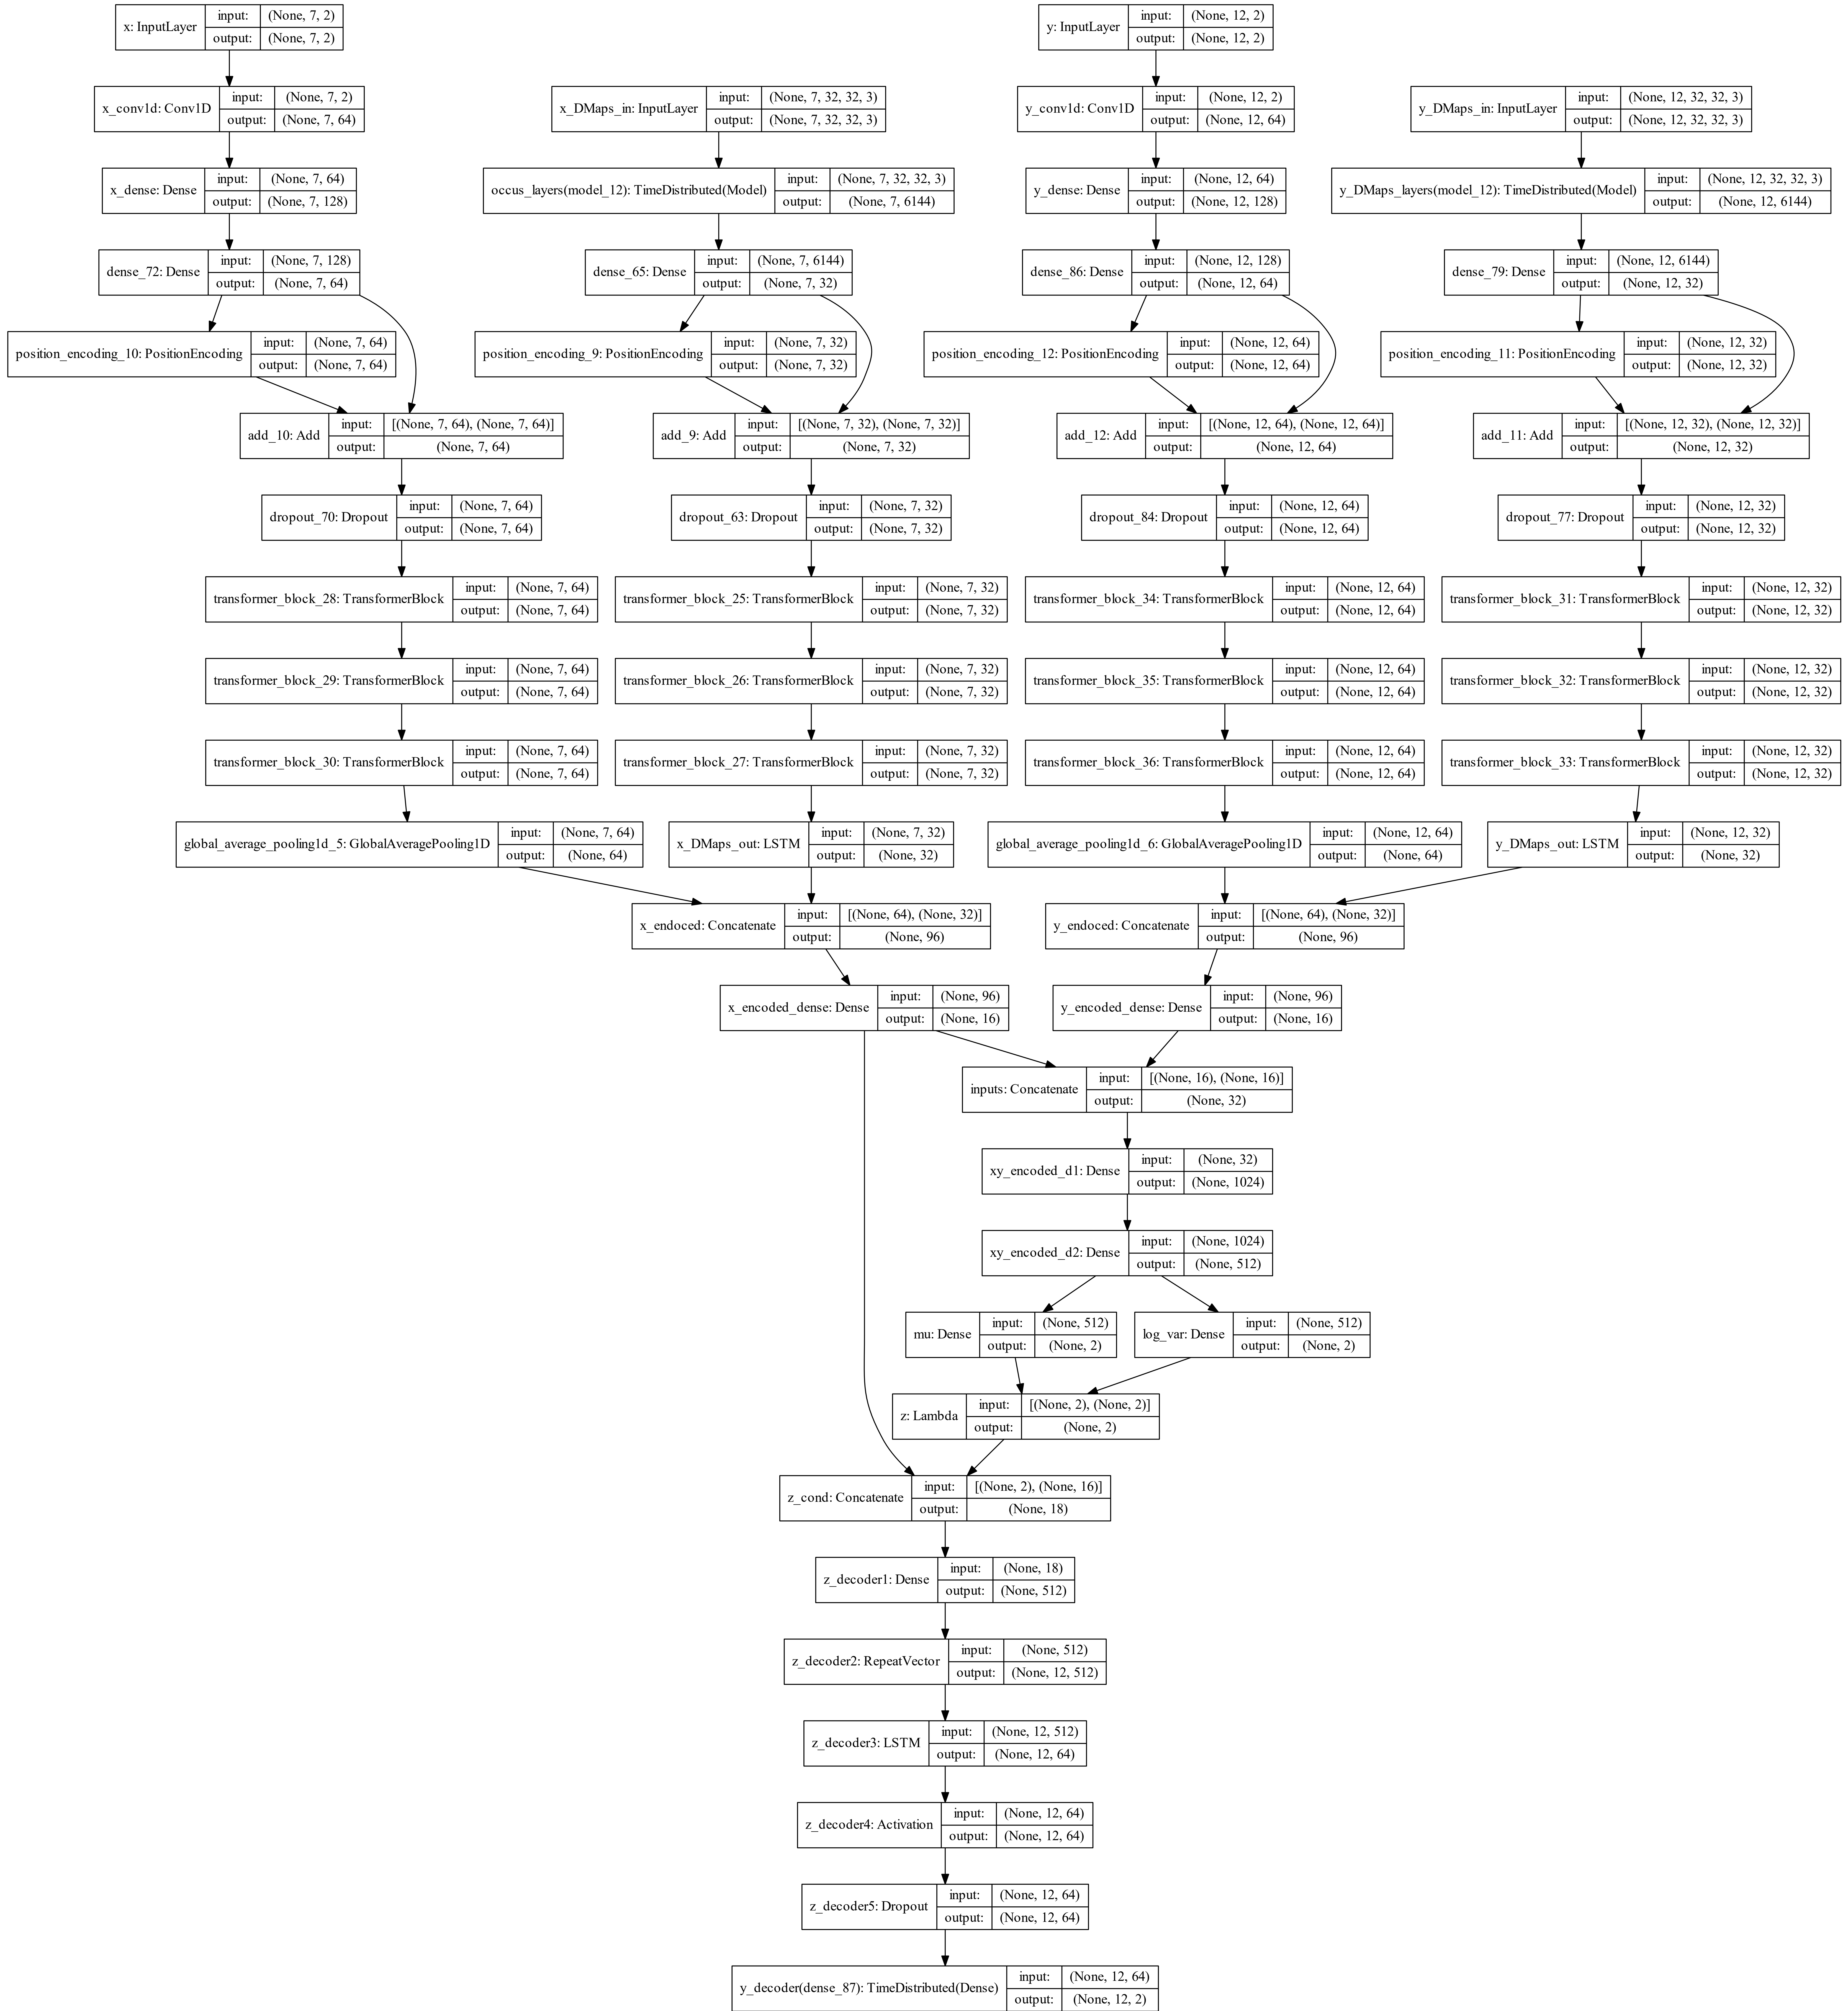 x: InputLayer input: (None, 7, 2)
output: (None, 7, 2)
y: InputLayer input: (None, 12, 2)
output: (None, 12, 2)
x_conv1d: Conv1D input: (None, 7, 2)
output: (None, 7, 64)
x_DMaps_in: InputLayer input: (None, 7, 32, 32, 3)
output: (None, 7, 32, 32, 3)
y_conv1d: Conv1D input: (None, 12, 2)
output: (None, 12, 64)
y_DMaps_in: InputLayer input: (None, 12, 32, 32, 3)
output: (None, 12, 32, 32, 3)
x_dense: Dense input: (None, 7, 64)
output: (None, 7, 128)
occus_layers(model_12): TimeDistributed(Model) input: (None, 7, 32, 32, 3)
output: (None, 7, 6144)
y_dense: Dense input: (None, 12, 64)
output: (None, 12, 128)
y_DMaps_layers(model_12): TimeDistributed(Model) input: (None, 12, 32, 32, 3)
output: (None, 12, 6144)
dense_72: Dense input: (None, 7, 128)
output: (None, 7, 64)
dense_65: Dense input: (None, 7, 6144)
output: (None, 7, 32)
dense_86: Dense input: (None, 12, 128)
output: (None, 12, 64)
dense_79: Dense input: (None, 12, 6144)
output: (None, 12, 32)
position_encoding_10: PositionEncoding input: (None, 7, 64)
output: (None, 7, 64)
position_encoding_9: PositionEncoding input: (None, 7, 32)
output: (None, 7, 32)
position_encoding_12: PositionEncoding input: (None, 12, 64)
output: (None, 12, 64)
position_encoding_11: PositionEncoding input: (None, 12, 32)
output: (None, 12, 32)
add_10: Add input: [(None, 7, 64), (None, 7, 64)]
output: (None, 7, 64)
add_9: Add input: [(None, 7, 32), (None, 7, 32)]
output: (None, 7, 32)
add_12: Add input: [(None, 12, 64), (None, 12, 64)]
output: (None, 12, 64)
add_11: Add input: [(None, 12, 32), (None, 12, 32)]
output: (None, 12, 32)
dropout_70: Dropout input: (None, 7, 64)
output: (None, 7, 64)
dropout_63: Dropout input: (None, 7, 32)
output: (None, 7, 32)
dropout_84: Dropout input: (None, 12, 64)
output: (None, 12, 64)
dropout_77: Dropout input: (None, 12, 32)
output: (None, 12, 32)
transformer_block_28: TransformerBlock input: (None, 7, 64)
output: (None, 7, 64)
transformer_block_25: TransformerBlock input: (None, 7, 32)
output: (None, 7, 32)
transformer_block_34: TransformerBlock input: (None, 12, 64)
output: (None, 12, 64)
transformer_block_31: TransformerBlock input: (None, 12, 32)
output: (None, 12, 32)
transformer_block_29: TransformerBlock input: (None, 7, 64)
output: (None, 7, 64)
transformer_block_26: TransformerBlock input: (None, 7, 32)
output: (None, 7, 32)
transformer_block_35: TransformerBlock input: (None, 12, 64)
output: (None, 12, 64)
transformer_block_32: TransformerBlock input: (None, 12, 32)
output: (None, 12, 32)
transformer_block_30: TransformerBlock input: (None, 7, 64)
output: (None, 7, 64)
transformer_block_27: TransformerBlock input: (None, 7, 32)
output: (None, 7, 32)
transformer_block_36: TransformerBlock input: (None, 12, 64)
output: (None, 12, 64)
transformer_block_33: TransformerBlock input: (None, 12, 32)
output: (None, 12, 32)
global_average_pooling1d_5: GlobalAveragePooling1D input: (None, 7, 64)
output: (None, 64)
x_DMaps_out: LSTM input: (None, 7, 32)
output: (None, 32)
global_average_pooling1d_6: GlobalAveragePooling1D input: (None, 12, 64)
output: (None, 64)
y_DMaps_out: LSTM input: (None, 12, 32)
output: (None, 32)
x_endoced: Concatenate input: [(None, 64), (None, 32)]
output: (None, 96)
y_endoced: Concatenate input: [(None, 64), (None, 32)]
output: (None, 96)
x_encoded_dense: Dense input: (None, 96)
output: (None, 16)
y_encoded_dense: Dense input: (None, 96)
output: (None, 16)
inputs: Concatenate input: [(None, 16), (None, 16)]
output: (None, 32)
xy_encoded_d1: Dense input: (None, 32)
output: (None, 1024)
xy_encoded_d2: Dense input: (None, 1024)
output: (None, 512)
mu: Dense input: (None, 512)
output: (None, 2)
log_var: Dense input: (None, 512)
output: (None, 2)
z: Lambda input: [(None, 2), (None, 2)]
output: (None, 2)
z_cond: Concatenate input: [(None, 2), (None, 16)]
output: (None, 18)
z_decoder1: Dense input: (None, 18)
output: (None, 512)
z_decoder2: RepeatVector input: (None, 512)
output: (None, 12, 512)
z_decoder3: LSTM input: (None, 12, 512)
output: (None, 12, 64)
z_decoder4: Activation input: (None, 12, 64)
output: (None, 12, 64)
z_decoder5: Dropout input: (None, 12, 64)
output: (None, 12, 64)
y_decoder(dense_87): TimeDistributed(Dense) input: (None, 12, 64)
output: (None, 12, 2)